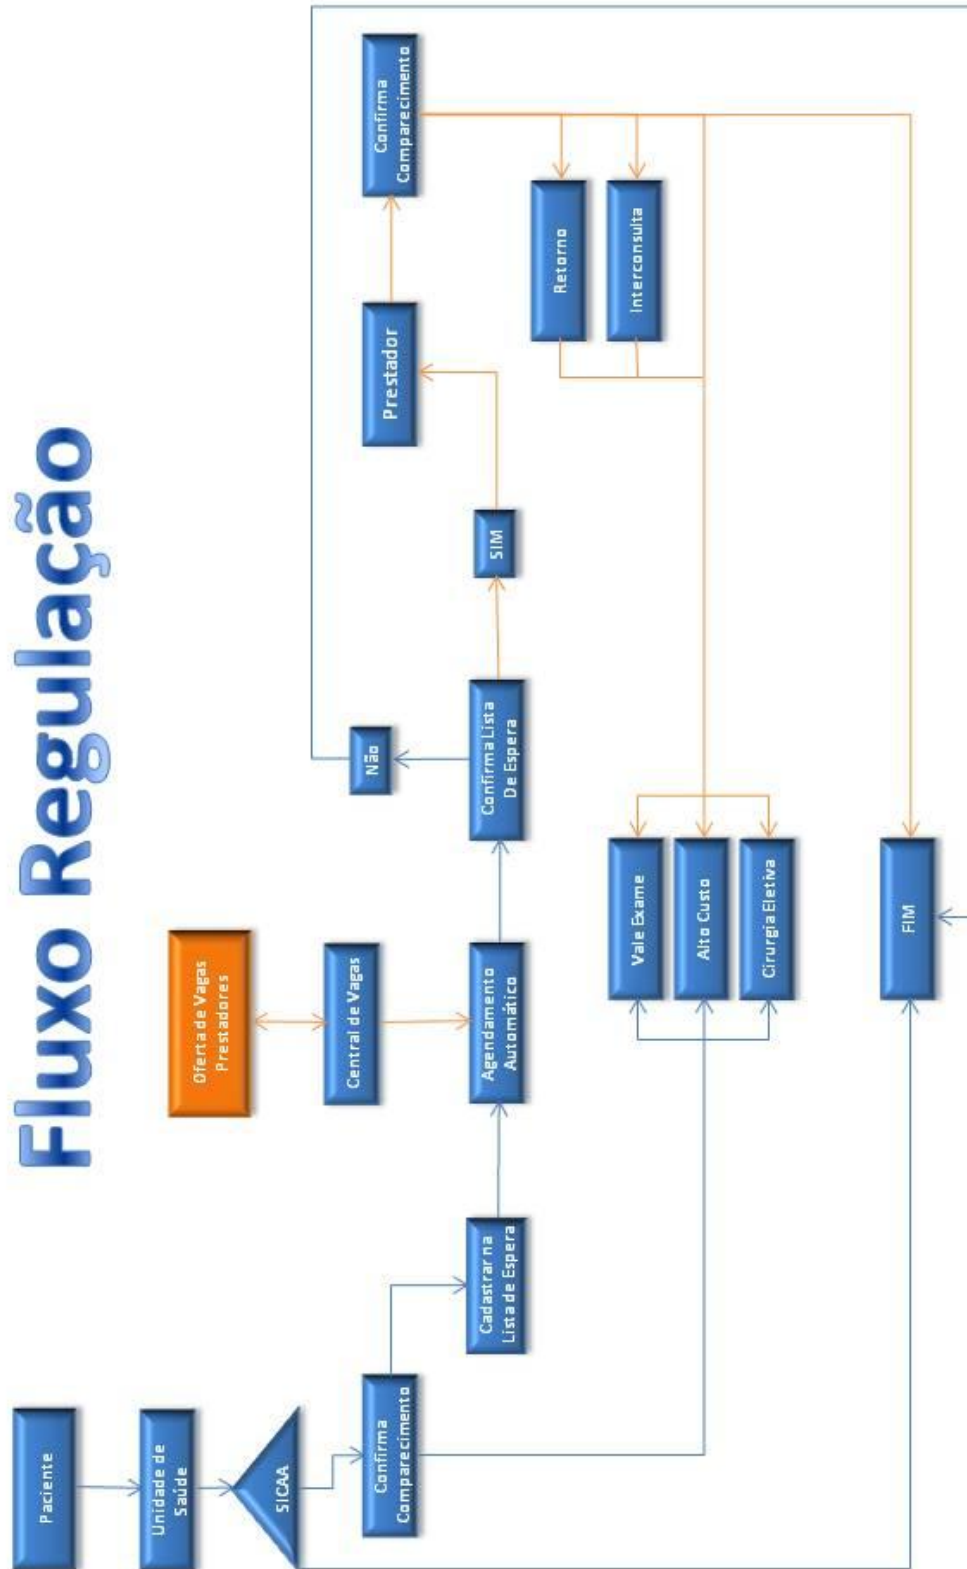 Fluxo Regulação
Paciente
Unidade de
Saúde
SICAA
Confirma
Comparecimento
Cadastrar na
Lista de Espera
Oferta de Vagas
Prestadores
Central de Vagas
Agendamento
Automático
Confirma Lista
De Espera
Não
SIM
Prestador
Confirma
Comparecimento
Retorno
Interconsulta
Vale Exame
Alto Custo
Cirurgia Eletiva
FIM